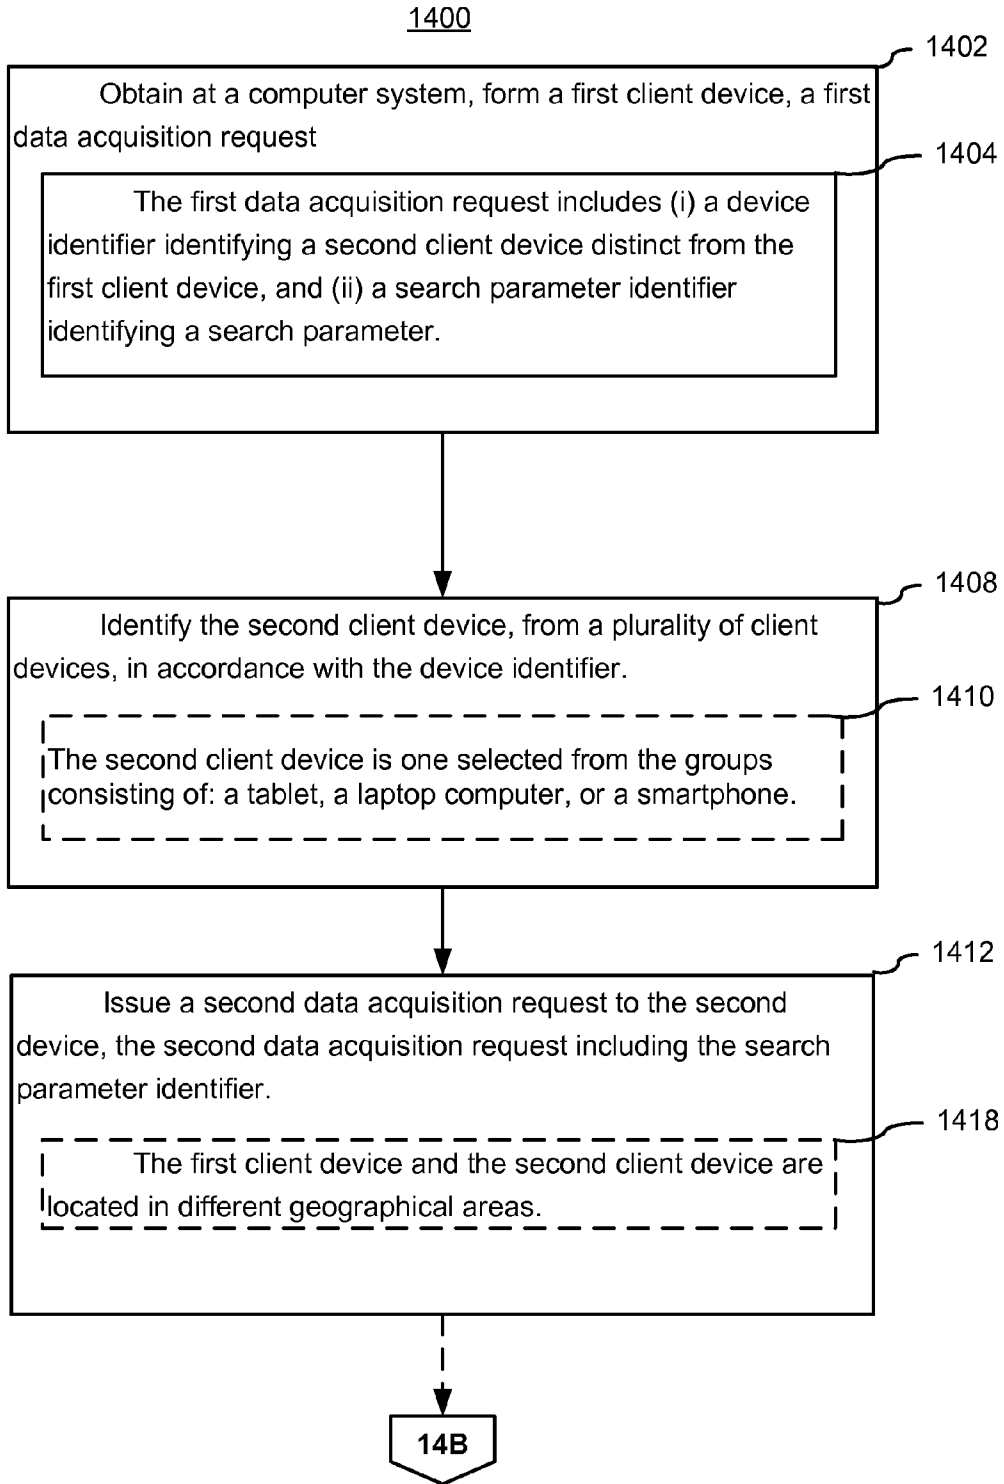 1400
1402
Obtain at a computer system, form a first client device, a first
data acquisition request
1404
The first data acquisition request includes (i) a device
identifier identifying a second client device distinct from the
first client device, and (ii) a search parameter identifier
identifying a search parameter.
1408
Identify the second client device, from a plurality of client
devices, in accordance with the device identifier.
1410
The second client device is one selected from the groups
consisting of: a tablet, a laptop computer, or a smartphone.
1412
Issue a second data acquisition request to the second
device, the second data acquisition request including the search
parameter identifier.
1418
The first client device and the second client device are
located in different geographical areas.
14B